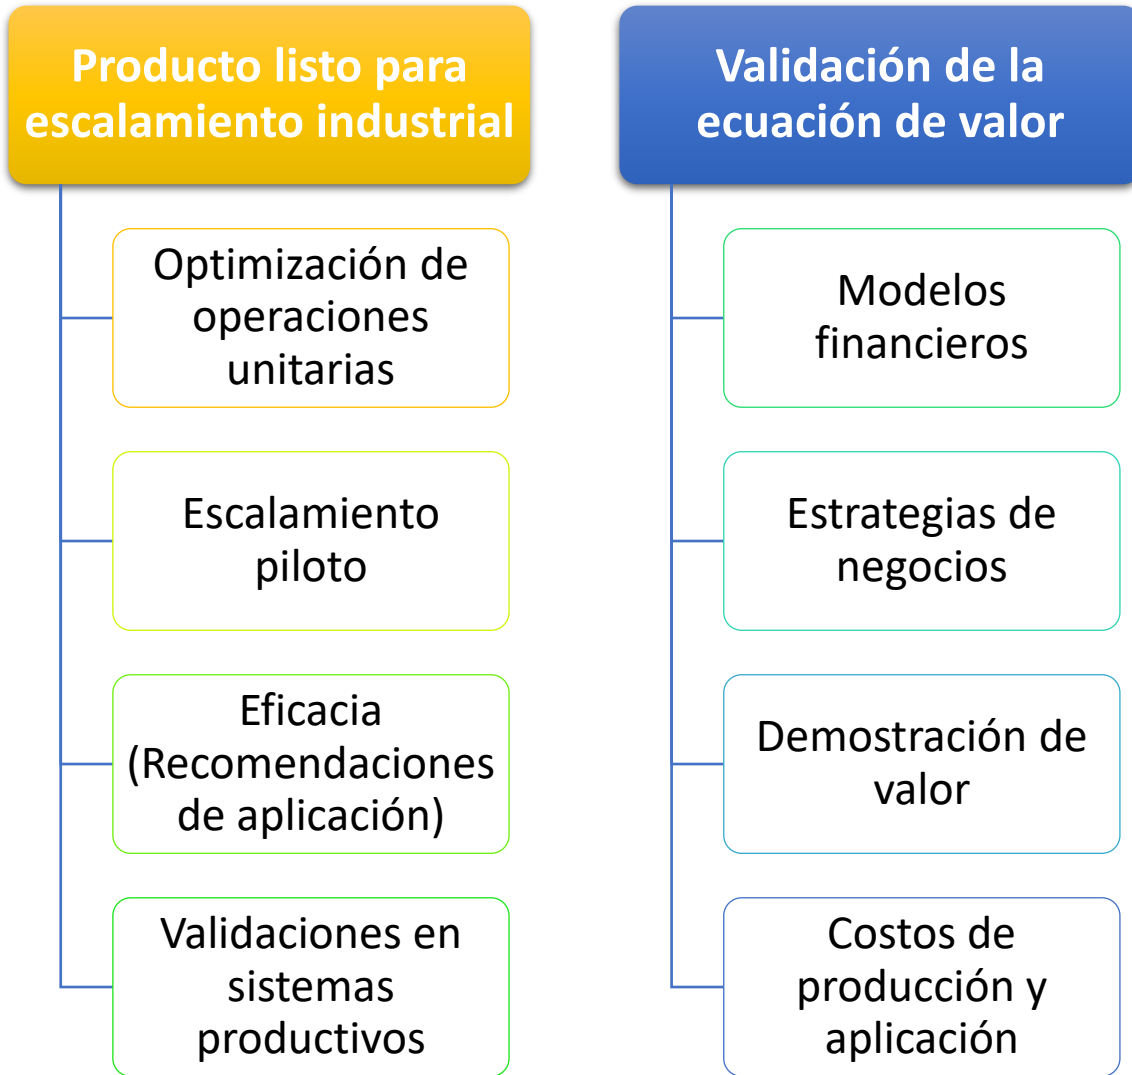 Producto listo para
escalamiento industrial
Optimización de
operaciones
unitarias
Escalamiento
piloto
Eficacia
(Recomendaciones
de aplicación)
Validaciones en
sistemas
productivos
Validación de la
ecuación de valor
Modelos
financieros
Estrategias de
negocios
Demostración de
valor
Costos de
producción y
aplicación